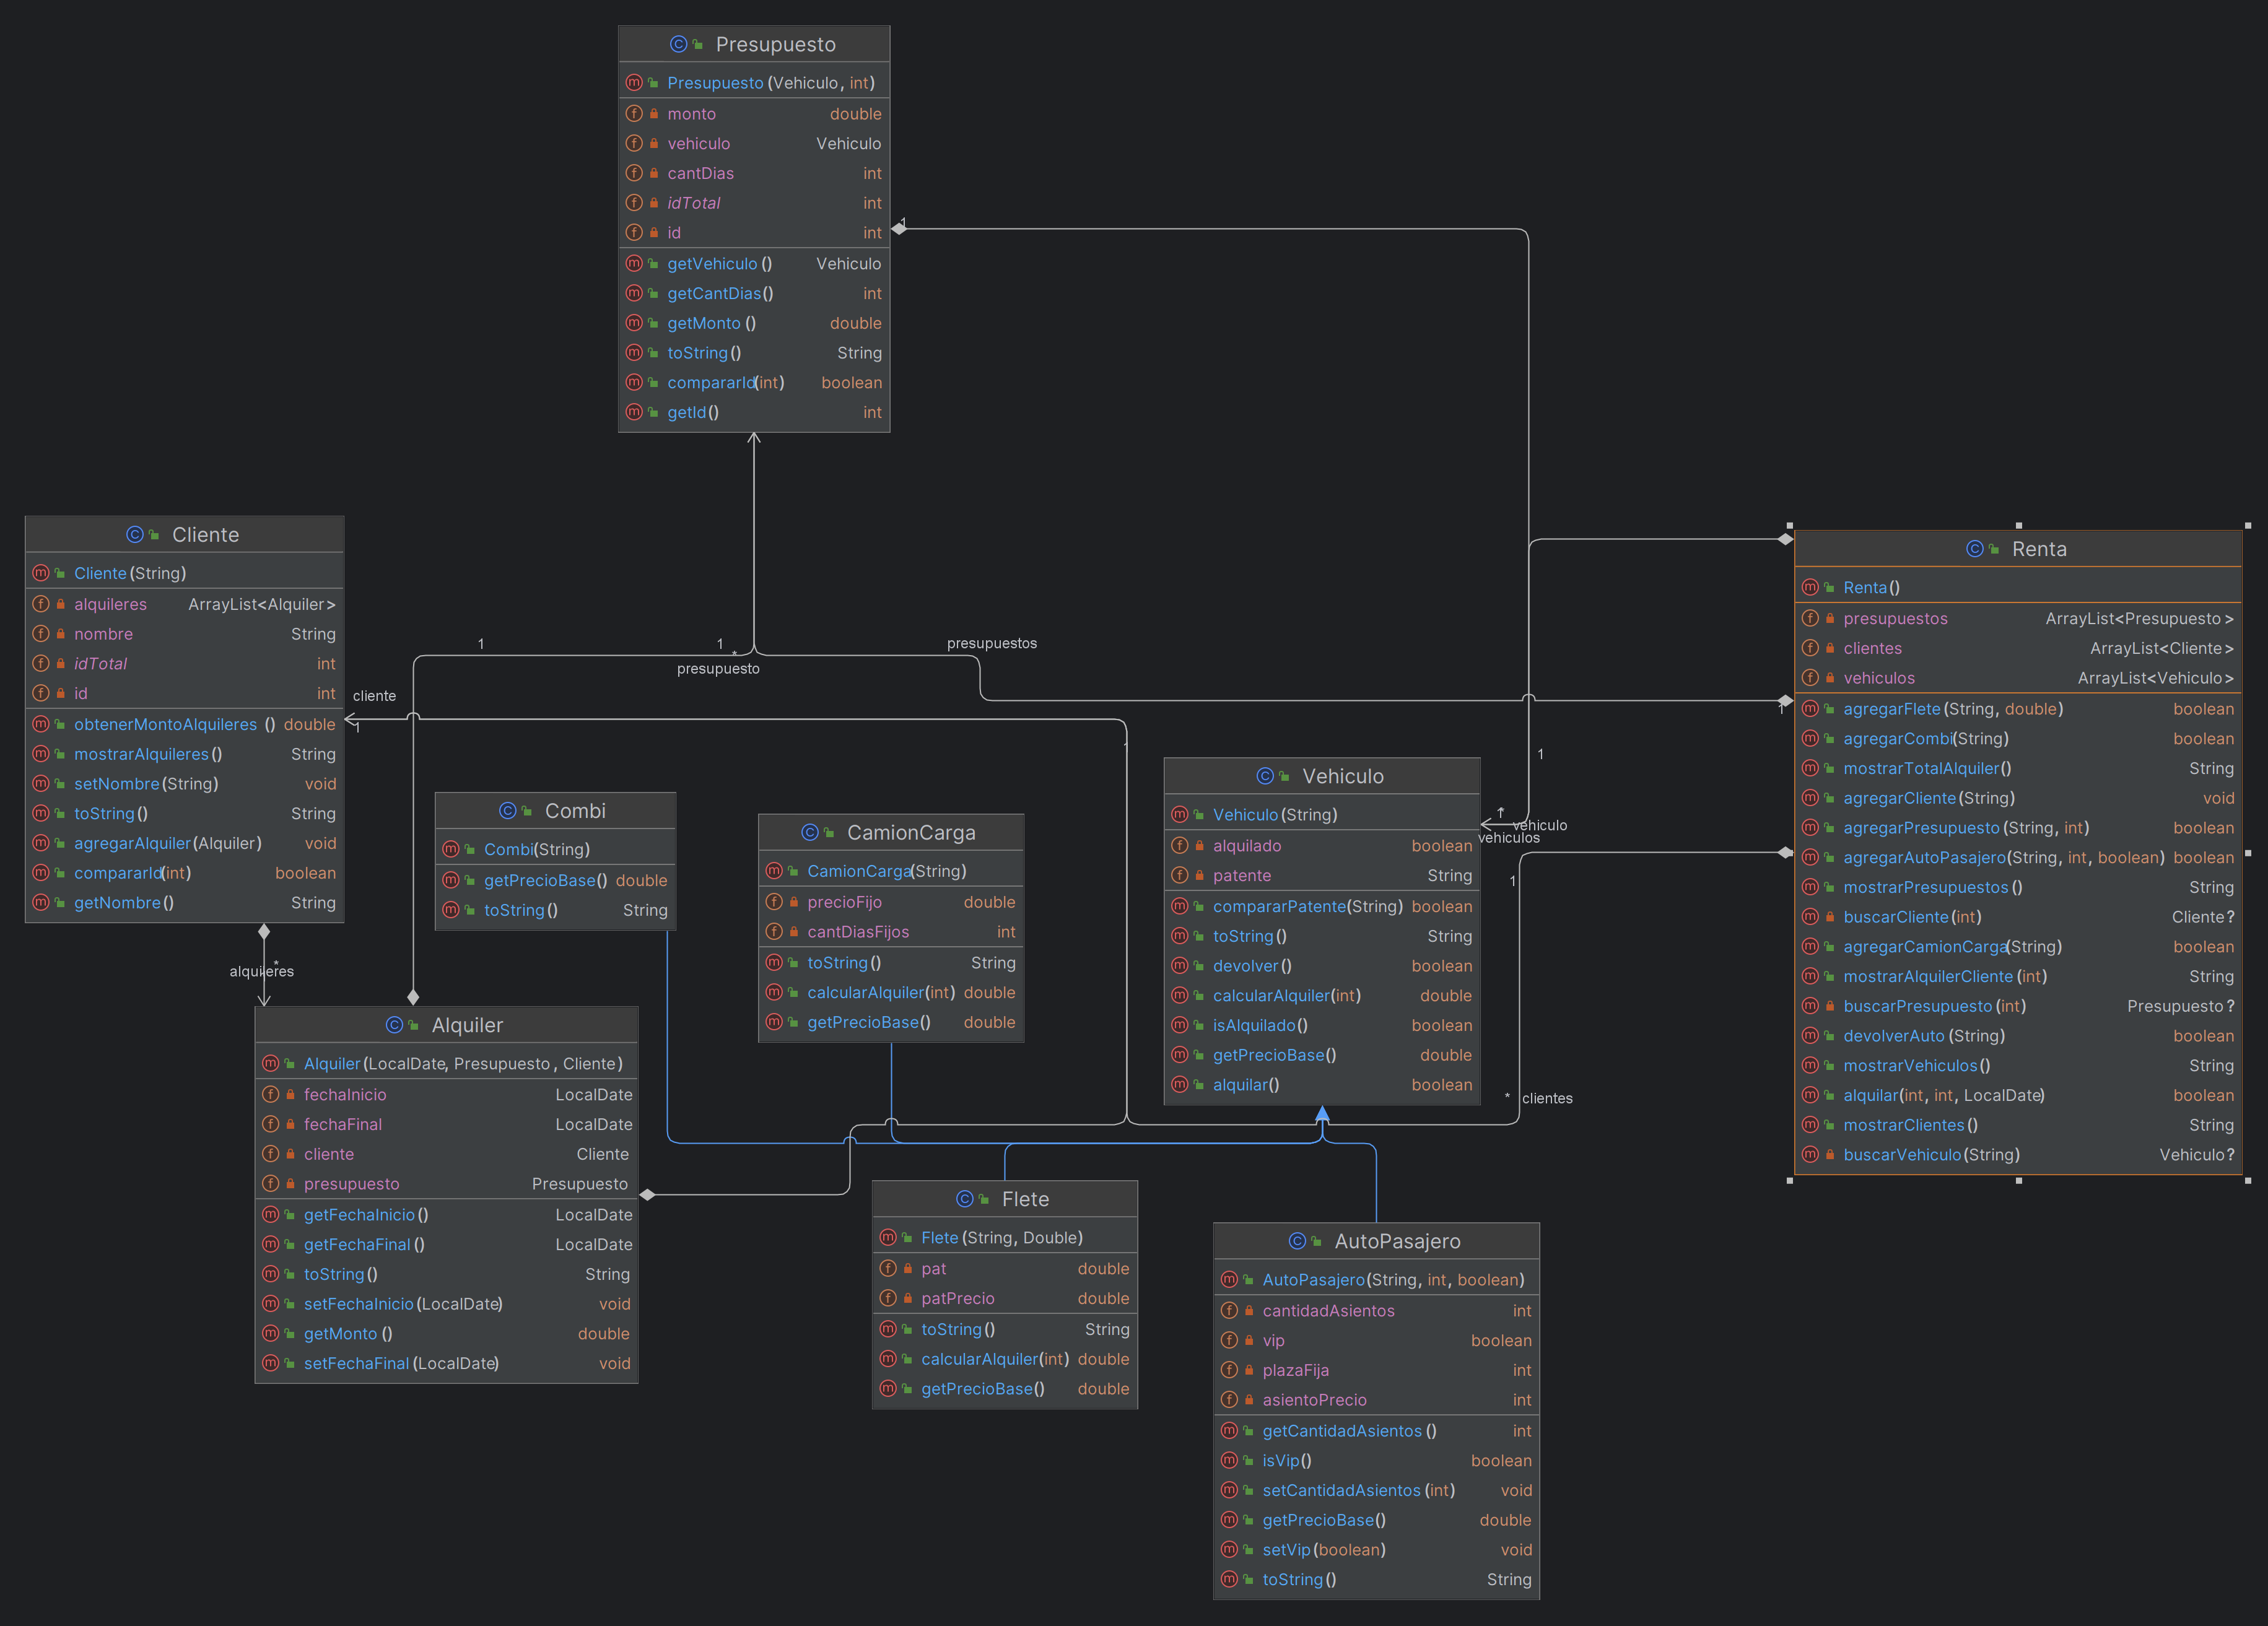 Presupuesto
Presupuesto(Vehiculo, int)
monto double
vehiculo Vehiculo
cantDias int
idTotal int
id int
getVehiculo() Vehiculo
getCantDias() int
getMonto() double
toString() String
compararId(int) boolean
getId() int
1
Cliente
Cliente(String)
alquileres ArrayList<Alquiler>
nombre String
idTotal int
id int
obtenerMontoAlquileres() double
mostrarAlquileres() String
setNombre(String) void
toString() String
agregarAlquiler(Alquiler) void
compararId(int) boolean
getNombre() String
1
1
*
presupuesto
presupuestos
cliente
1
1
Renta
Renta()
presupuestos ArrayList<Presupuesto>
clientes ArrayList<Cliente>
vehiculos ArrayList<Vehiculo>
agregarFlete(String, double) boolean
agregarCombi(String) boolean
mostrarTotalAlquiler() String
agregarCliente(String) void
agregarPresupuesto(String, int) boolean
agregarAutoPasajero(String, int, boolean) boolean
mostrarPresupuestos() String
buscarCliente(int) Cliente?
agregarCamionCarga(String) boolean
mostrarAlquilerCliente(int) String
buscarPresupuesto(int) Presupuesto?
devolverAuto(String) boolean
mostrarVehiculos() String
alquilar(int, int, LocalDate) boolean
mostrarClientes() String
buscarVehiculo(String) Vehiculo?
1
1
Combi
Combi(String)
getPrecioBase() double
toString() String
CamionCarga
CamionCarga(String)
precioFijo double
cantDiasFijos int
toString() String
calcularAlquiler(int) double
getPrecioBase() double
Vehiculo
Vehiculo(String)
alquilado boolean
patente String
compararPatente(String) boolean
toString() String
devolver() boolean
calcularAlquiler(int) double
isAlquilado() boolean
getPrecioBase() double
alquilar() boolean
vehiculo
vehiculos
1
* clientes
*
alquileres
Alquiler
Alquiler(LocalDate, Presupuesto, Cliente)
fechaInicio LocalDate
fechaFinal LocalDate
cliente Cliente
presupuesto Presupuesto
getFechaInicio() LocalDate
getFechaFinal() LocalDate
toString() String
setFechaInicio(LocalDate) void
getMonto() double
setFechaFinal(LocalDate) void
Flete
Flete(String, Double)
pat double
patPrecio double
toString() String
calcularAlquiler(int) double
getPrecioBase() double
AutoPasajero
AutoPasajero(String, int, boolean)
cantidadAsientos int
vip boolean
plazaFija int
asientoPrecio int
getCantidadAsientos() int
isVip() boolean
setCantidadAsientos(int) void
getPrecioBase() double
setVip(boolean) void
toString() String